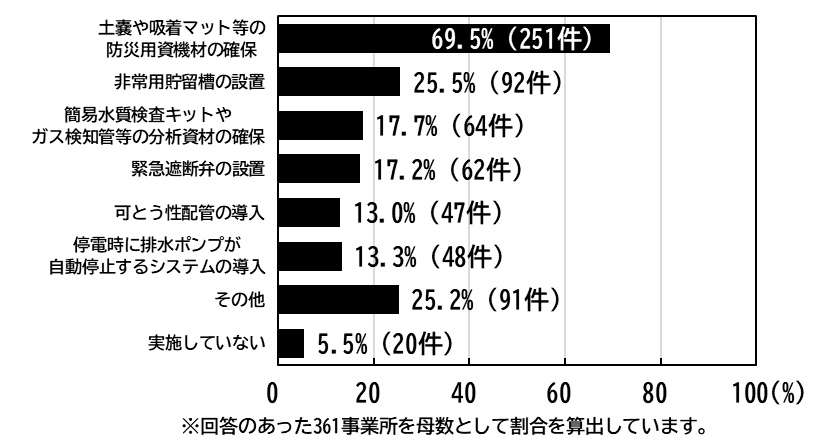 土嚢や吸着マット等の
防災用資機材の確保
69.5%（251件）
非常用貯留槽の設置
25.5%（92件）
簡易水質検査キットや
ガス検知管等の分析資材の確保
17.7%（64件）
緊急遮断弁の設置
17.2%（62件）
可とう性配管の導入
13.0%（47件）
停電時に排水ポンプが
自動停止するシステムの導入
13.3%（48件）
その他
25.2%（91件）
実施していない
5.5%（20件）
0 20 40 60 80 100(%)
※回答のあった361事業所を母数として割合を算出しています。